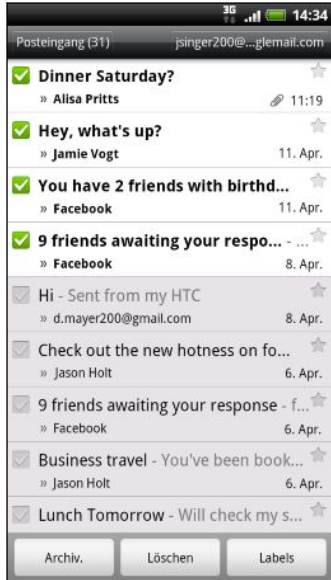 3G 14:34
Posteingang (31) jsinger200@...glemail.com
Dinner Saturday?
» Alisa Pritts 11:19
Hey, what's up?
» Jamie Vogt 11. Apr.
You have 2 friends with birthd...
» Facebook 11. Apr.
9 friends awaiting your respo... - ...
» Facebook 8. Apr.
Hi - Sent from my HTC
» d.mayer200@gmail.com 8. Apr.
Check out the new hotness on fo...
» Jason Holt 6. Apr.
9 friends awaiting your response - f...
» Facebook 6. Apr.
Business travel - You've been book...
» Jason Holt 6. Apr.
Lunch Tomorrow - Will check my s...
Archiv. Löschen Labels